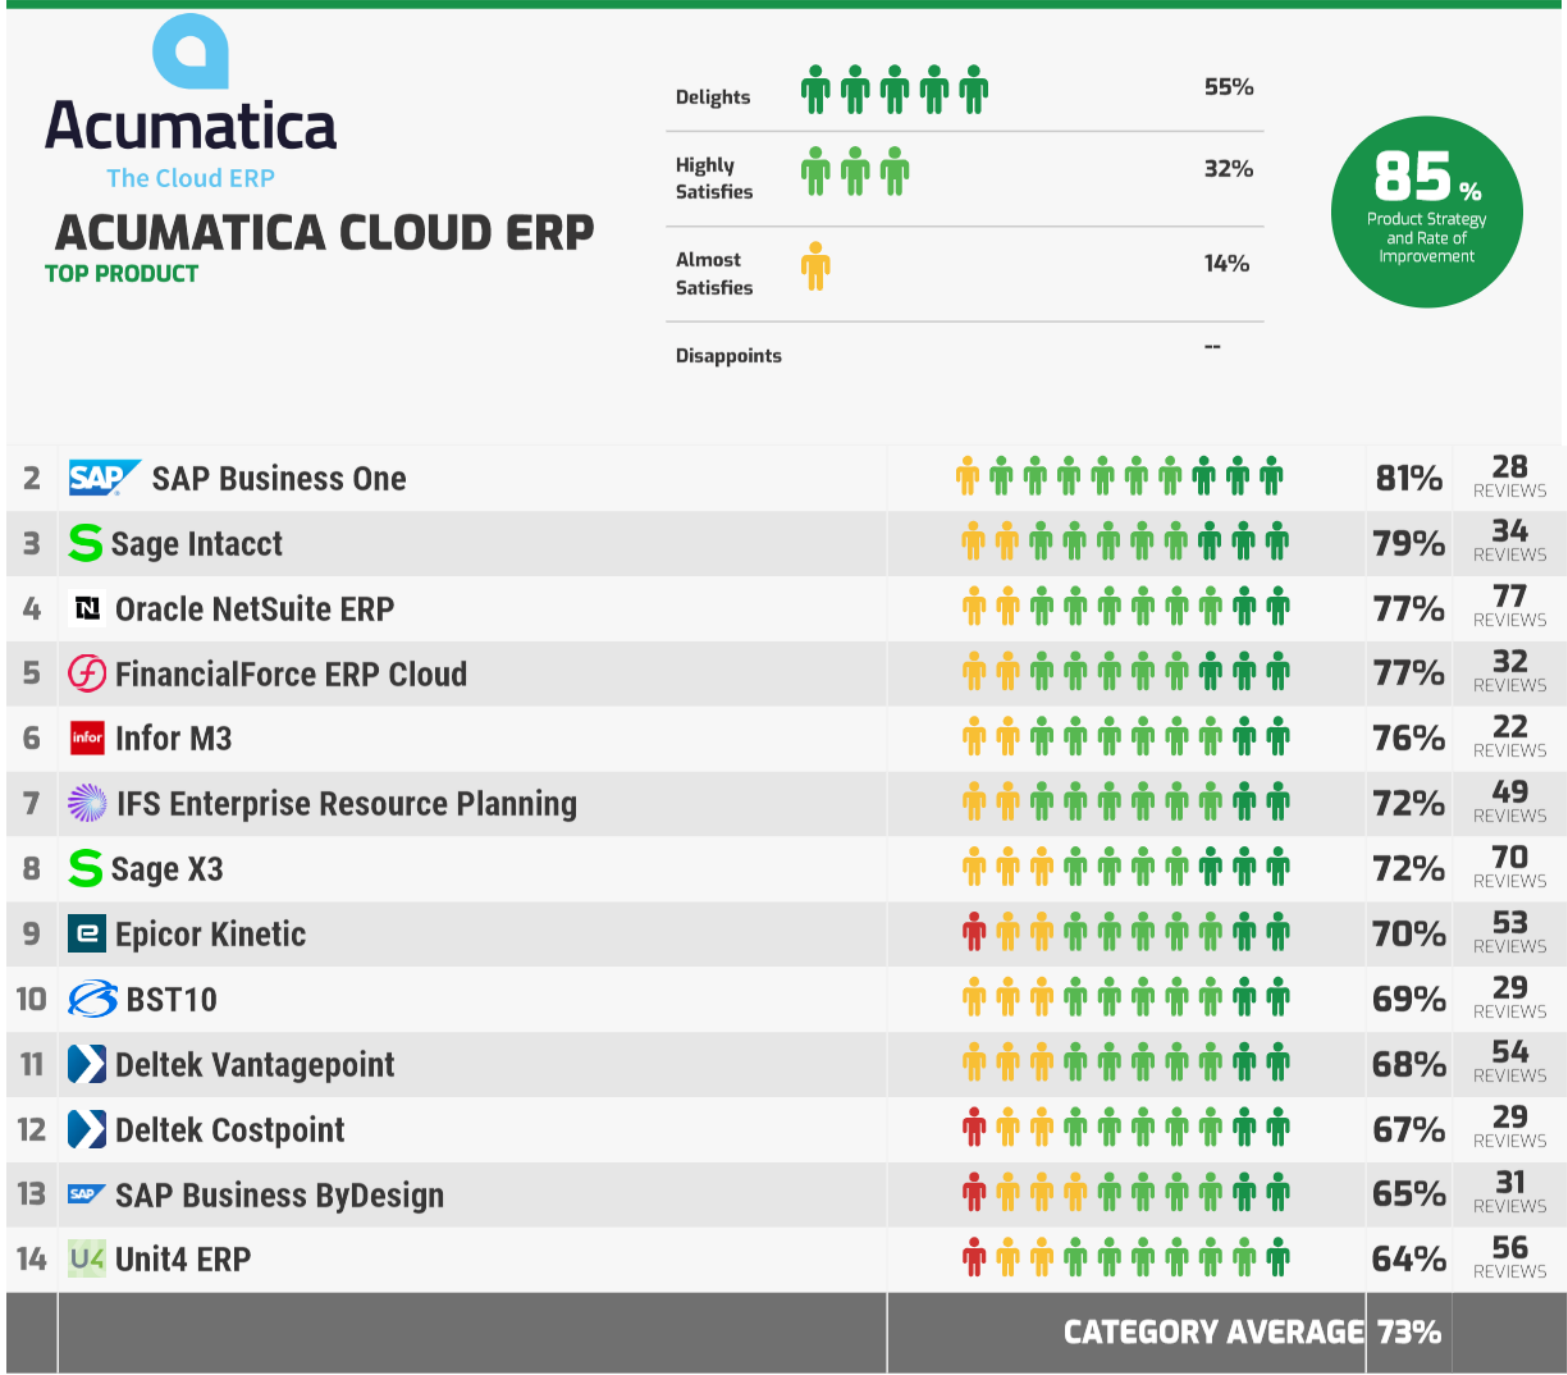 Acumatica
The Cloud ERP
ACUMATICA CLOUD ERP
TOP PRODUCT
Delights 55%
Highly
Satisfies
32%
Almost
Satisfies
14%
Disappoints --
85%
Product Strategy
and Rate of
Improvement
2 SAP SAP Business One 81% 28
REVIEWS
3 S Sage Intacct 79% 34
REVIEWS
4 N Oracle NetSuite ERP 77% 77
REVIEWS
5 f FinancialForce ERP Cloud 77% 32
REVIEWS
6 infor Infor M3 76% 22
REVIEWS
7 IFS Enterprise Resource Planning 72% 49
REVIEWS
8 S Sage X3 72% 70
REVIEWS
9 e Epicor Kinetic 70% 53
REVIEWS
10 BST10 69% 29
REVIEWS
11 Deltek Vantagepoint 68% 54
REVIEWS
12 Deltek Costpoint 67% 29
REVIEWS
13 SAP SAP Business ByDesign 65% 31
REVIEWS
14 U4 Unit4 ERP 64% 56
REVIEWS
CATEGORY AVERAGE 73%